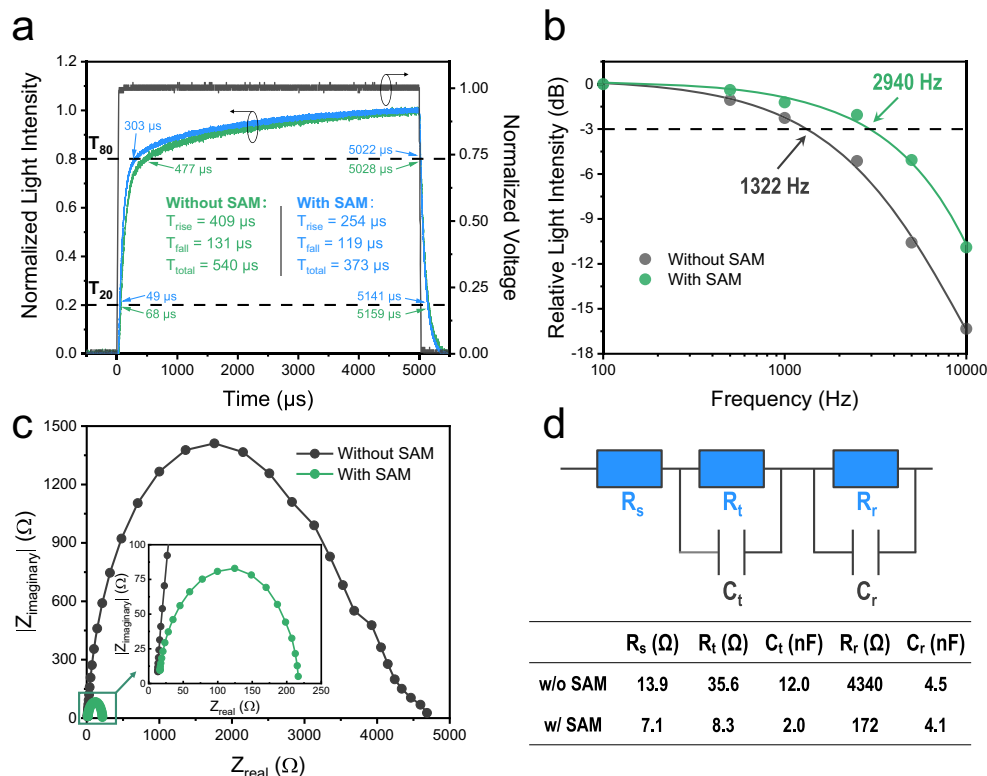 a
Normalized Light Intensity
1.2
1.0
0.8
0.6
0.4
0.2
0.0
T80
T20
303 µs
477 µs
5022 µs
5028 µs
Without SAM:
Trise = 409 µs
Tfall = 131 µs
Ttotal = 540 µs
With SAM:
Trise = 254 µs
Tfall = 119 µs
Ttotal = 373 µs
49 µs
68 µs
5141 µs
5159 µs
0 1000 2000 3000 4000 5000
Time (µs)
1.00
0.75
0.50
0.25
0.00
Normalized Voltage
b
Relative Light Intensity (dB)
0
-3
-6
-9
-12
-15
-18
2940 Hz
1322 Hz
Without SAM
With SAM
100 1000 10000
Frequency (Hz)
c
|Zimaginary| (Ω)
1500
1200
900
600
300
0
Without SAM
With SAM
|Zimaginary| (Ω)
100
75
50
25
0
0 50 100 150 200 250
Zreal (Ω)
0 1000 2000 3000 4000 5000
Zreal (Ω)
d
Rs Rt Rr
Ct Cr
Rs (Ω) Rt (Ω) Ct (nF) Rr (Ω) Cr (nF)
w/o SAM 13.9 35.6 12.0 4340 4.5
w/ SAM 7.1 8.3 2.0 172 4.1